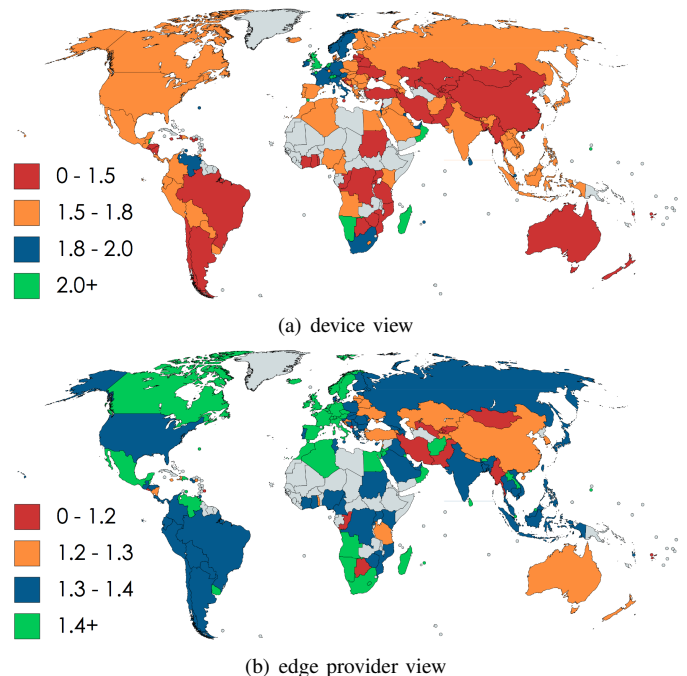 0 - 1.5
1.5 - 1.8
1.8 - 2.0
2.0+
(a) device view
0 - 1.2
1.2 - 1.3
1.3 - 1.4
1.4+
(b) edge provider view